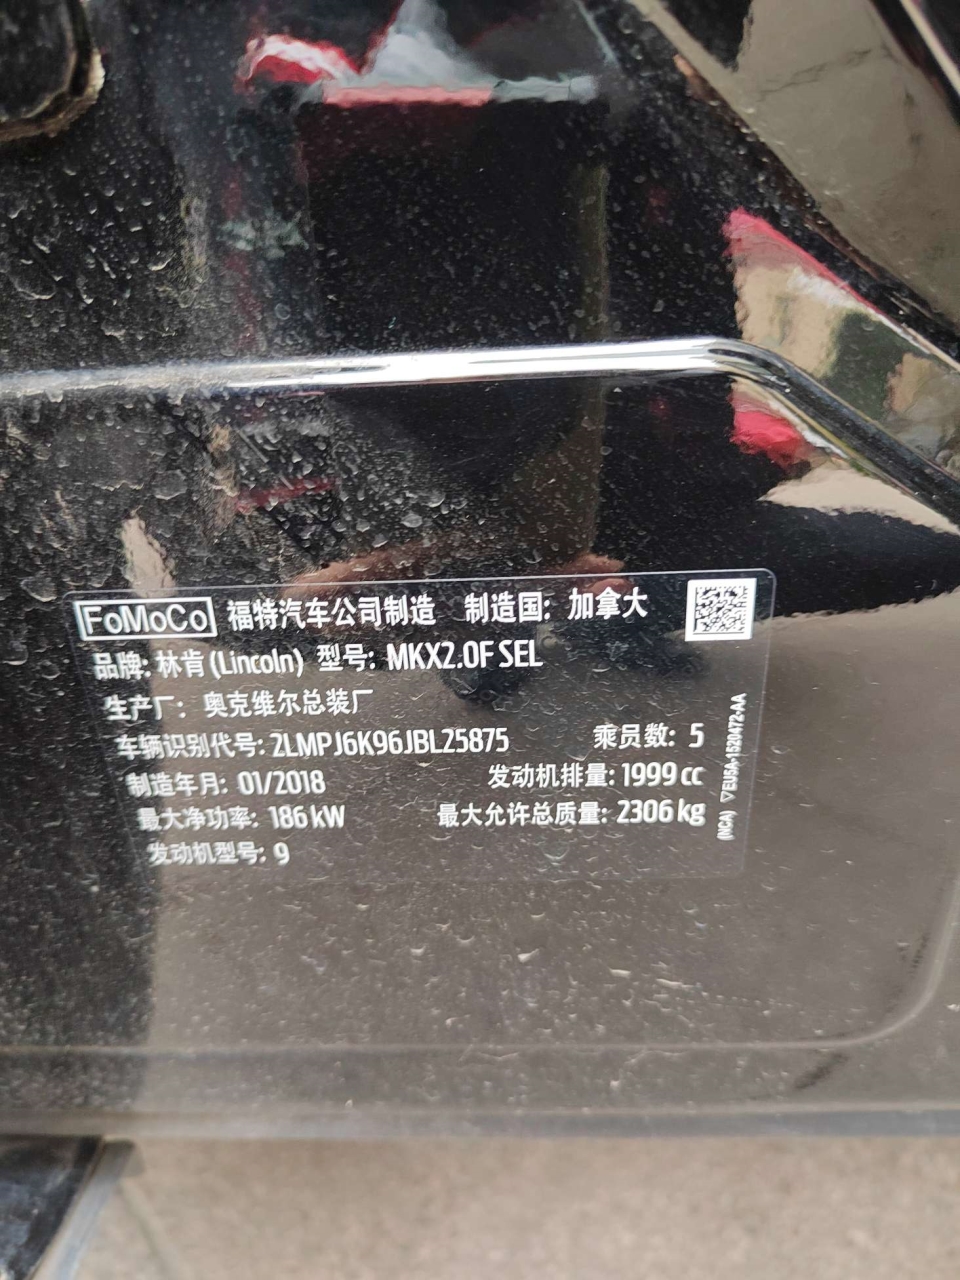 FoMoCo 福特汽车公司制造 制造国: 加拿大
品牌: 林肯 (Lincoln) 型号: MKX2.0F SEL
生产厂: 奥克维尔总装厂
车辆识别代号: 2LMPJ6K96JBL25875 乘员数: 5
制造年月: 01/2018 发动机排量: 1999 cc
最大净功率: 186 kW 最大允许总质量: 2306 kg
发动机型号: 9
(NCA) ▽EU5A-1520472-AA